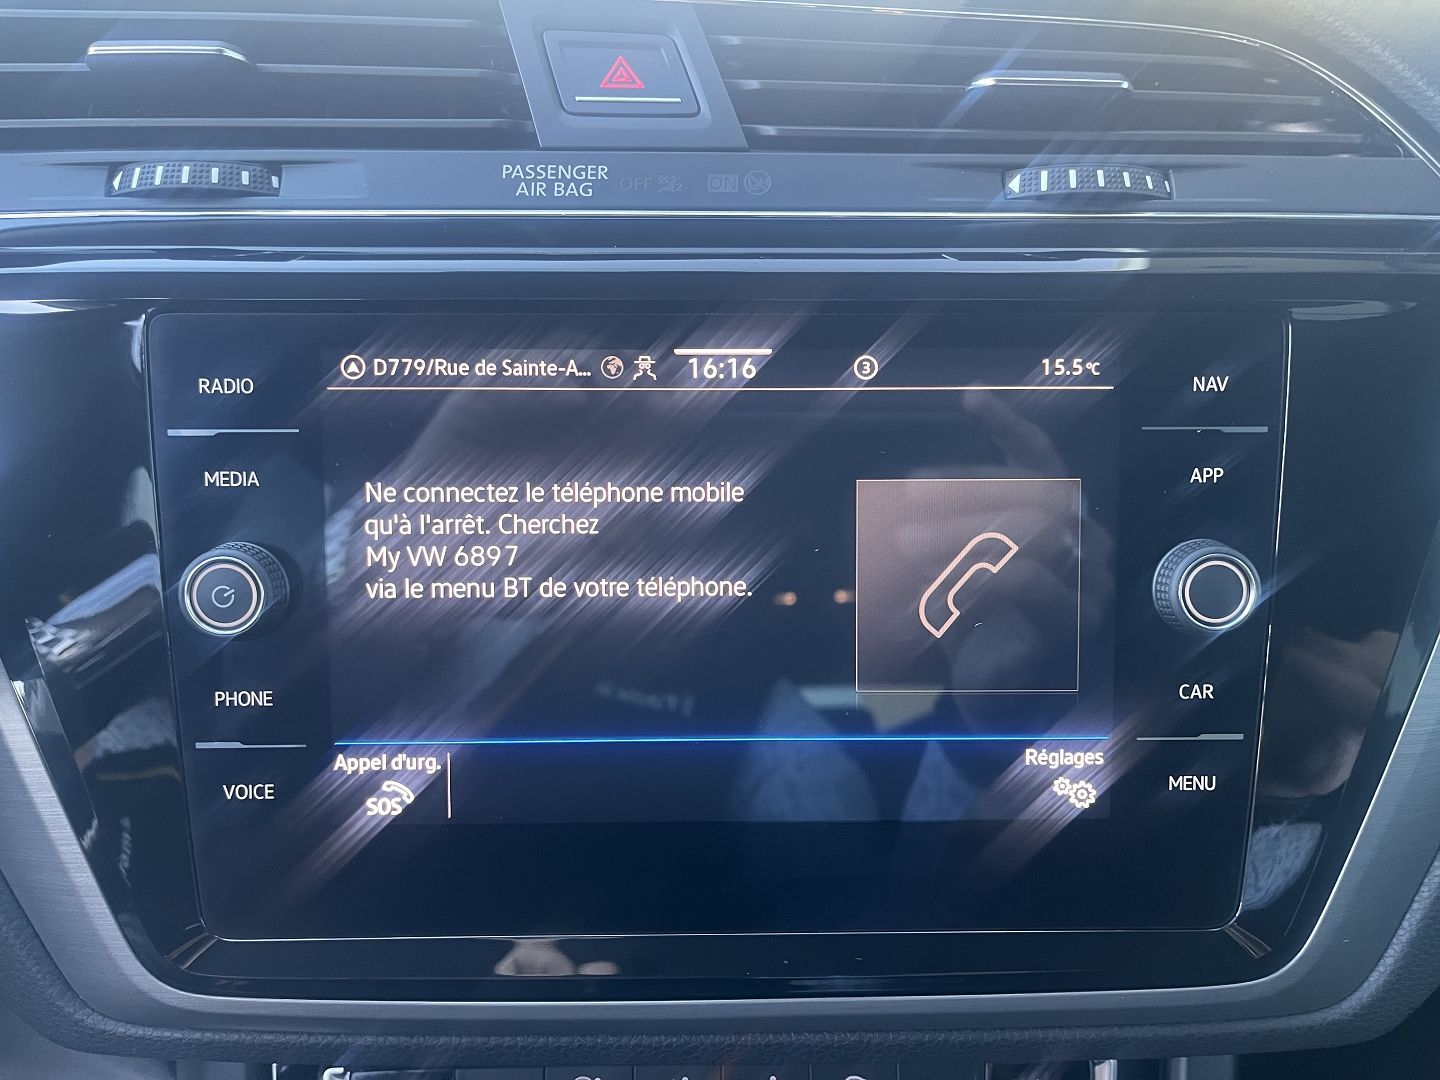 PASSENGER
AIR BAG OFF ON
D779/Rue de Sainte-A... 16:16 3 15.5°C
RADIO
MEDIA
PHONE
VOICE
Ne connectez le téléphone mobile
qu'à l'arrêt. Cherchez
My VW 6897
via le menu BT de votre téléphone.
Appel d'urg.
SOS
Réglages
NAV
APP
CAR
MENU